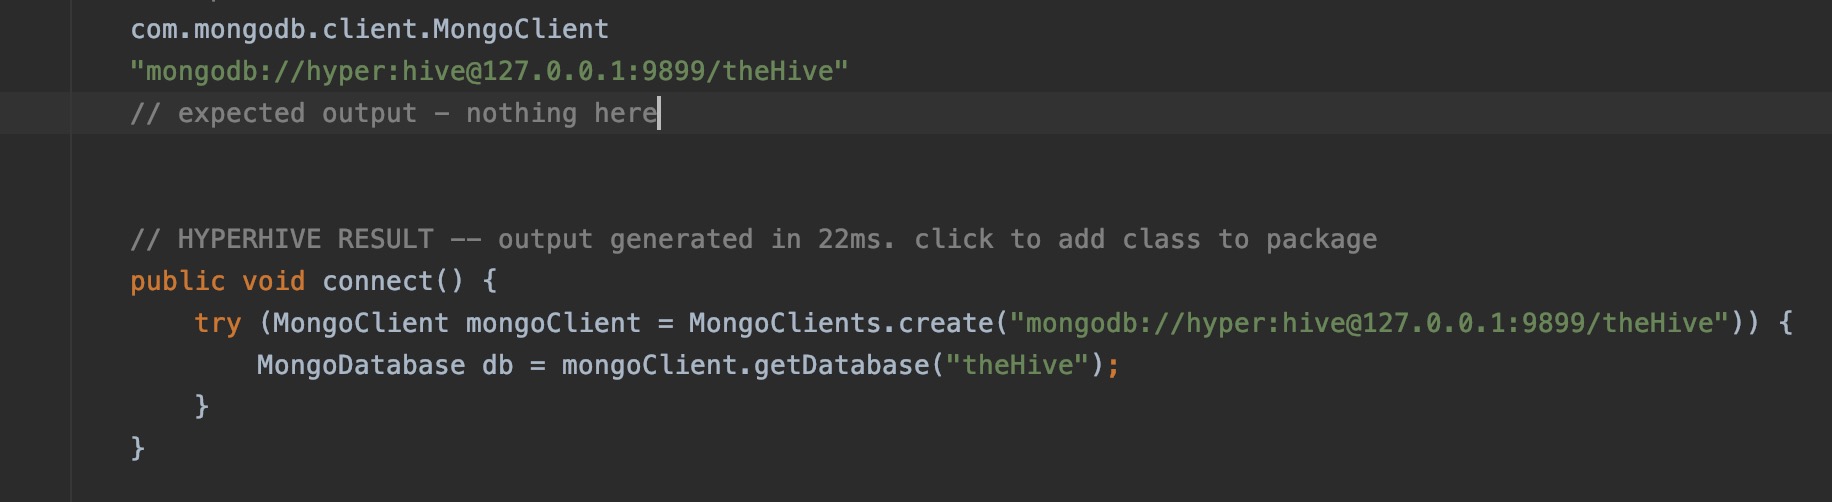 com.mongodb.client.MongoClient
"mongodb://hyper:hive@127.0.0.1:9899/theHive"
// expected output - nothing here
// HYPERHIVE RESULT -- output generated in 22ms. click to add class to package
public void connect() {
try (MongoClient mongoClient = MongoClients.create("mongodb://hyper:hive@127.0.0.1:9899/theHive")) {
MongoDatabase db = mongoClient.getDatabase("theHive");
}
}